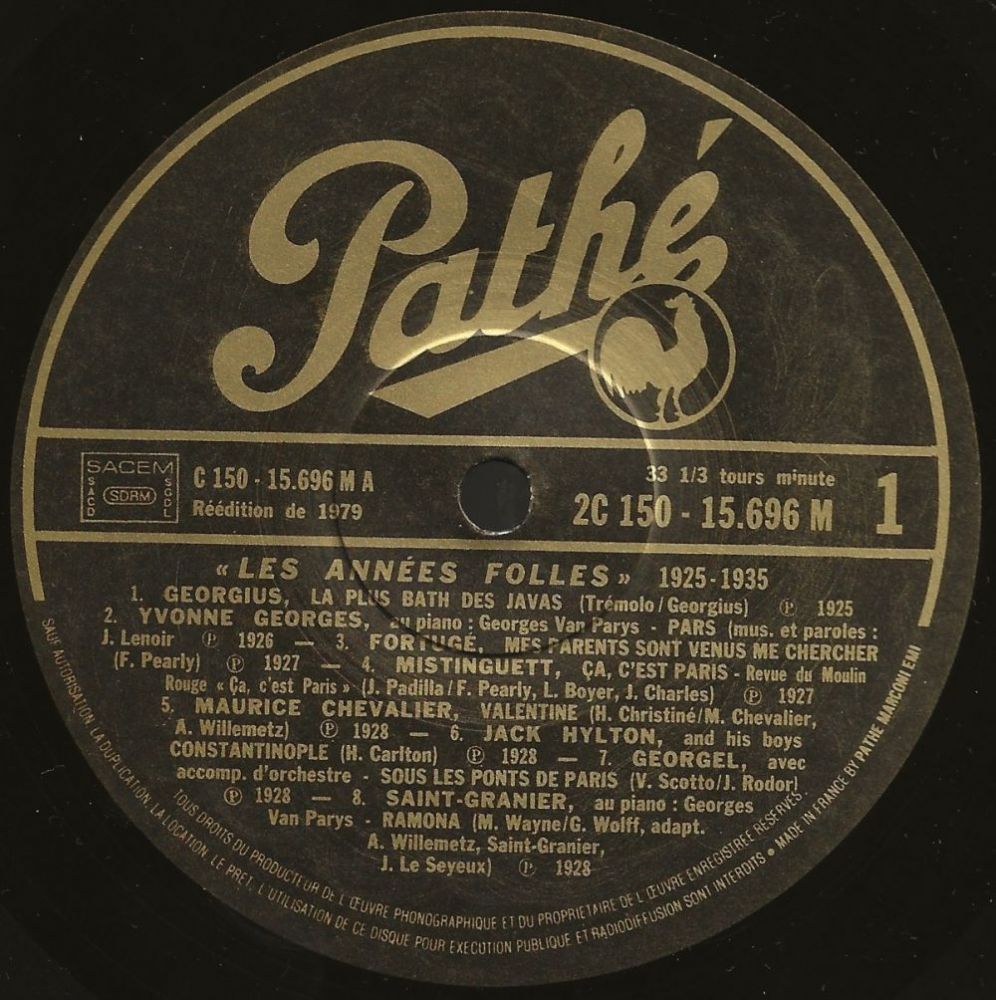 Pathé
SACEM
SACD
SDRM
SGDL
C 150 - 15.696 M A
Réédition de 1979
33 1/3 tours minute
2C 150 - 15.696 M
1
« LES ANNÉES FOLLES » 1925-1935
1. GEORGIUS, LA PLUS BATH DES JAVAS (Trémolo/Georgius) Ⓟ 1925
2. YVONNE GEORGES, au piano : Georges Van Parys - PARS (mus. et paroles :
J. Lenoir Ⓟ 1926 — 3. FORTUGÉ, MES PARENTS SONT VENUS ME CHERCHER
(F. Pearly) Ⓟ 1927 — 4. MISTINGUETT, ÇA, C'EST PARIS - Revue du Moulin
Rouge « Ça, c'est Paris » (J. Padilla/F. Pearly, L. Boyer, J. Charles) Ⓟ 1927
5. MAURICE CHEVALIER, VALENTINE (H. Christiné/M. Chevalier,
A. Willemetz) Ⓟ 1928 — 6. JACK HYLTON, and his boys
CONSTANTINOPLE (H. Carlton) Ⓟ 1928 — 7. GEORGEL, avec
accomp. d'orchestre - SOUS LES PONTS DE PARIS (V. Scotto/J. Rodor)
Ⓟ 1928 — 8. SAINT-GRANIER, au piano : Georges
Van Parys - RAMONA (M. Wayne/G. Wolff, adapt.
A. Willemetz, Saint-Granier,
J. Le Seyeux) Ⓟ 1928
TOUS DROITS DU PRODUCTEUR DE L'ŒUVRE PHONOGRAPHIQUE ET DU PROPRIETAIRE DE L'ŒUVRE ENREGISTREE RESERVES
SAUF AUTORISATION LA DUPLICATION, LA LOCATION, LE PRET, L'UTILISATION DE CE DISQUE POUR EXECUTION PUBLIQUE ET RADIODIFFUSION SONT INTERDITS • MADE IN FRANCE BY PATHE MARCONI EMI